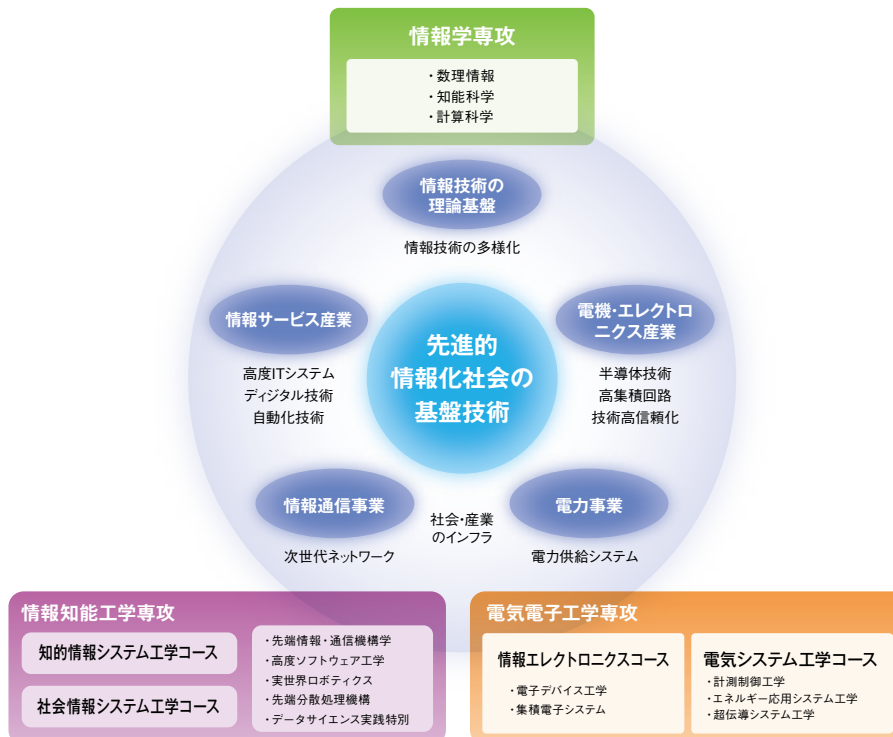 情報学専攻
・数理情報
・知能科学
・計算科学
情報技術の
理論基盤
情報技術の多様化
情報サービス産業
高度ITシステム
ディジタル技術
自動化技術
先進的
情報化社会の
基盤技術
電機・エレクトロ
ニクス産業
半導体技術
高集積回路
技術高信頼化
情報通信事業
次世代ネットワーク
社会・産業
のインフラ
電力事業
電力供給システム
情報知能工学専攻
知的情報システム工学コース
社会情報システム工学コース
・先端情報・通信機構学
・高度ソフトウェア工学
・実世界ロボティクス
・先端分散処理機構
・データサイエンス実践特別
電気電子工学専攻
情報エレクトロニクスコース
・電子デバイス工学
・集積電子システム
電気システム工学コース
・計測制御工学
・エネルギー応用システム工学
・超伝導システム工学